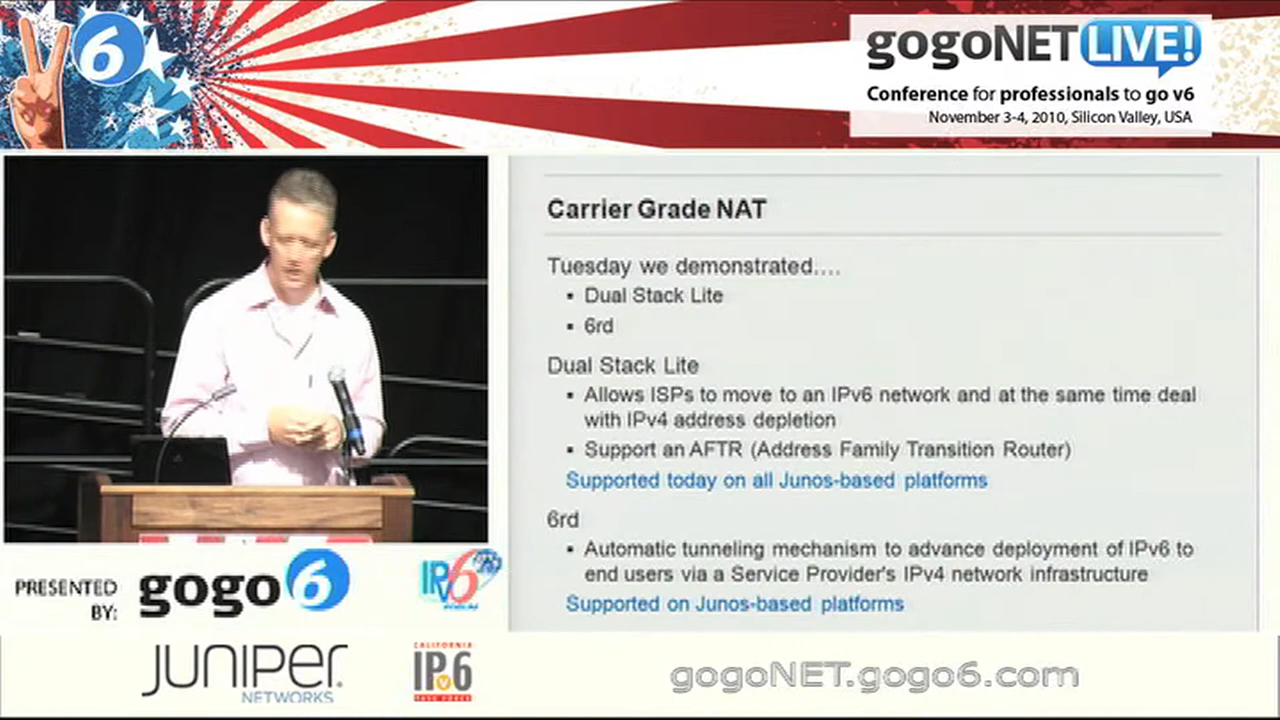 6
gogoNET LIVE!
Conference for professionals to go v6
November 3-4, 2010, Silicon Valley, USA
Carrier Grade NAT
Tuesday we demonstrated....
▪ Dual Stack Lite
▪ 6rd
Dual Stack Lite
▪ Allows ISPs to move to an IPv6 network and at the same time deal
with IPv4 address depletion
▪ Support an AFTR (Address Family Transition Router)
Supported today on all Junos-based platforms
6rd
▪ Automatic tunneling mechanism to advance deployment of IPv6 to
end users via a Service Provider's IPv4 network infrastructure
Supported on Junos-based platforms
PRESENTED
BY:
gogo6
IPv6
JUNIPEr
NETWORKS
CALIFORNIA
IPv6
TASK FORCE
gogoNET.gogo6.com